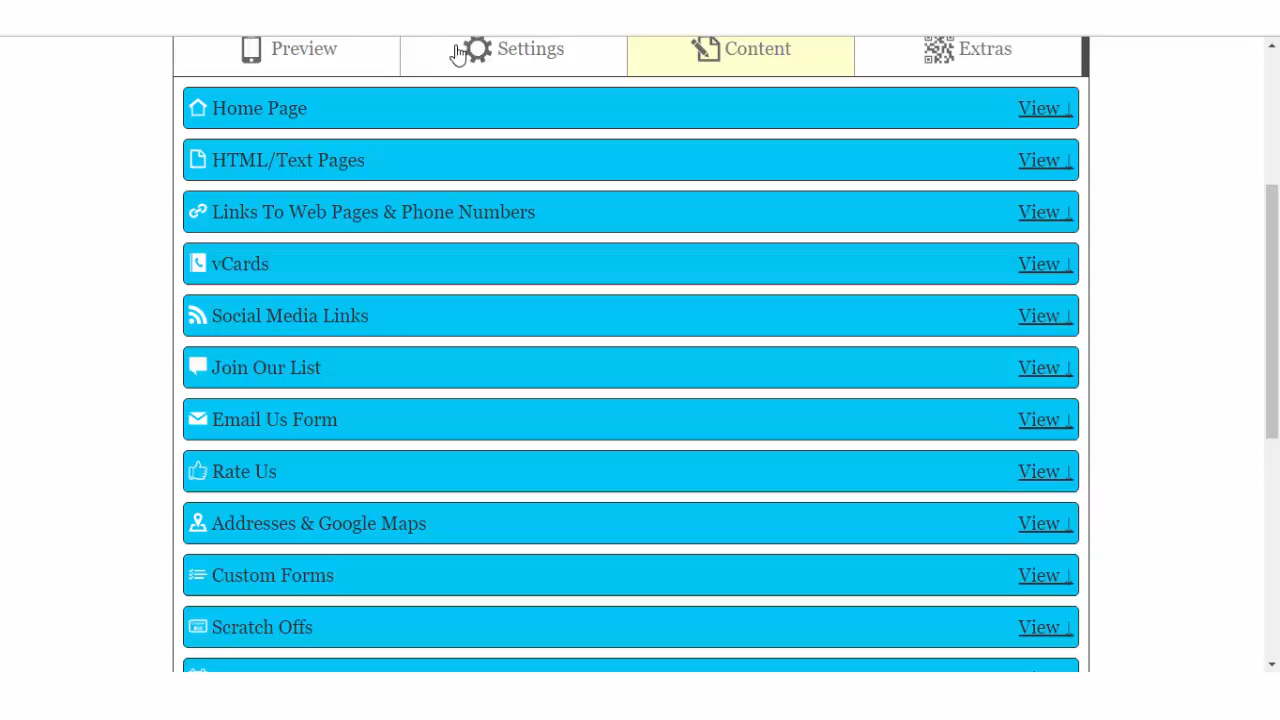 Preview Settings Content Extras
Home Page View ↓
HTML/Text Pages View ↓
Links To Web Pages & Phone Numbers View ↓
vCards View ↓
Social Media Links View ↓
Join Our List View ↓
Email Us Form View ↓
Rate Us View ↓
Addresses & Google Maps View ↓
Custom Forms View ↓
Scratch Offs View ↓